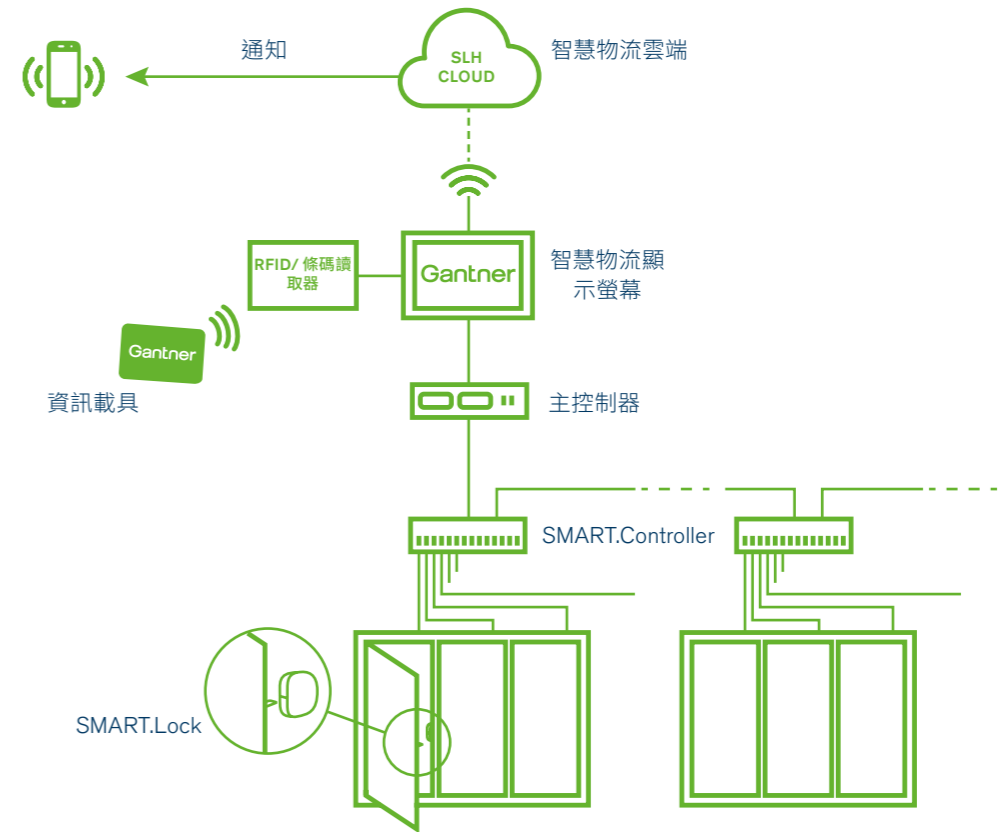 通知
SLH
CLOUD
智慧物流雲端
RFID/ 條碼讀
取器
Gantner
智慧物流顯
示螢幕
Gantner
資訊載具
主控制器
SMART.Controller
SMART.Lock